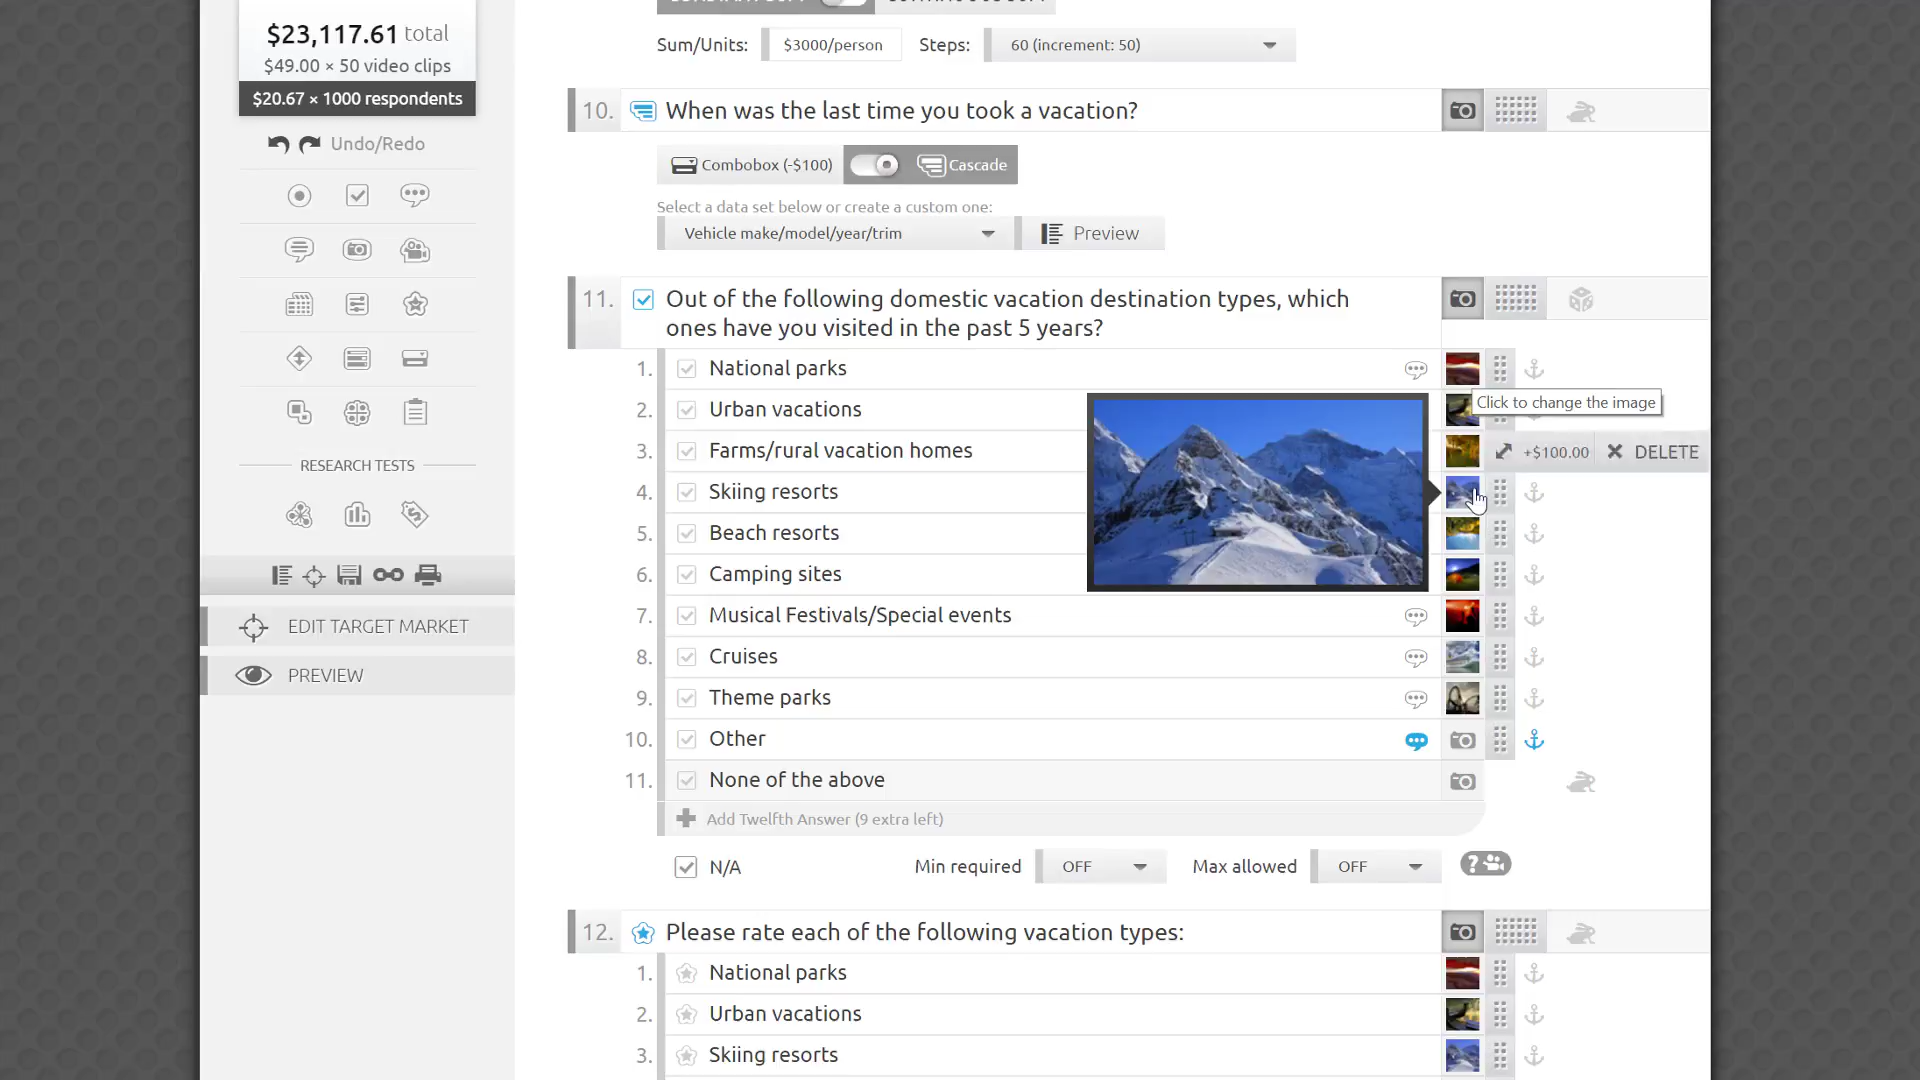 $23,117.61 total
$49.00 × 50 video clips
$20.67 × 1000 respondents
Undo/Redo
RESEARCH TESTS
EDIT TARGET MARKET
PREVIEW
Sum/Units: $3000/person Steps: 60 (increment: 50)
10. When was the last time you took a vacation?
Combobox (-$100) Cascade
Select a data set below or create a custom one:
Vehicle make/model/year/trim Preview
11. Out of the following domestic vacation destination types, which
ones have you visited in the past 5 years?
1. National parks
2. Urban vacations
Click to change the image
3. Farms/rural vacation homes
+$100.00 DELETE
4. Skiing resorts
5. Beach resorts
6. Camping sites
7. Musical Festivals/Special events
8. Cruises
9. Theme parks
10. Other
11. None of the above
Add Twelfth Answer (9 extra left)
N/A Min required OFF Max allowed OFF ?
12. Please rate each of the following vacation types:
1. National parks
2. Urban vacations
3. Skiing resorts